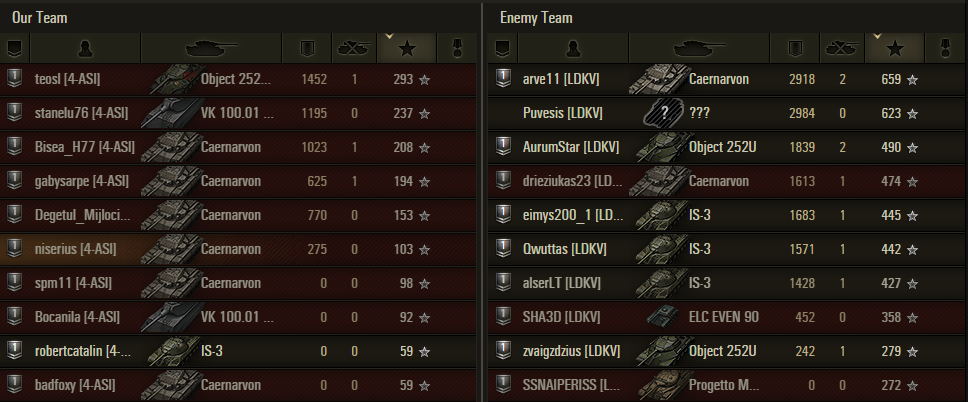 Our Team
teosl [4-ASI] Object 252... 1452 1 293
stanelu76 [4-ASI] VK 100.01 ... 1195 0 237
Bisea_H77 [4-ASI] Caernarvon 1023 1 208
gabysarpe [4-ASI] Caernarvon 625 1 194
Degetul_Mijloci... Caernarvon 770 0 153
niserius [4-ASI] Caernarvon 275 0 103
spm11 [4-ASI] Caernarvon 0 0 98
Bocanila [4-ASI] VK 100.01 ... 0 0 92
robertcatalin [4-... IS-3 0 0 59
badfoxy [4-ASI] Caernarvon 0 0 59
Enemy Team
arve11 [LDKV] Caernarvon 2918 2 659
Puvesis [LDKV] ? ??? 2984 0 623
AurumStar [LDKV] Object 252U 1839 2 490
drieziukas23 [LD... Caernarvon 1613 1 474
eimys200_1 [LD... IS-3 1683 1 445
Qwuttas [LDKV] IS-3 1571 1 442
alserLT [LDKV] IS-3 1428 1 427
SHA3D [LDKV] ELC EVEN 90 452 0 358
zvaigzdzius [LDKV] Object 252U 242 1 279
SSNAIPERISS [L... Progetto M... 0 0 272